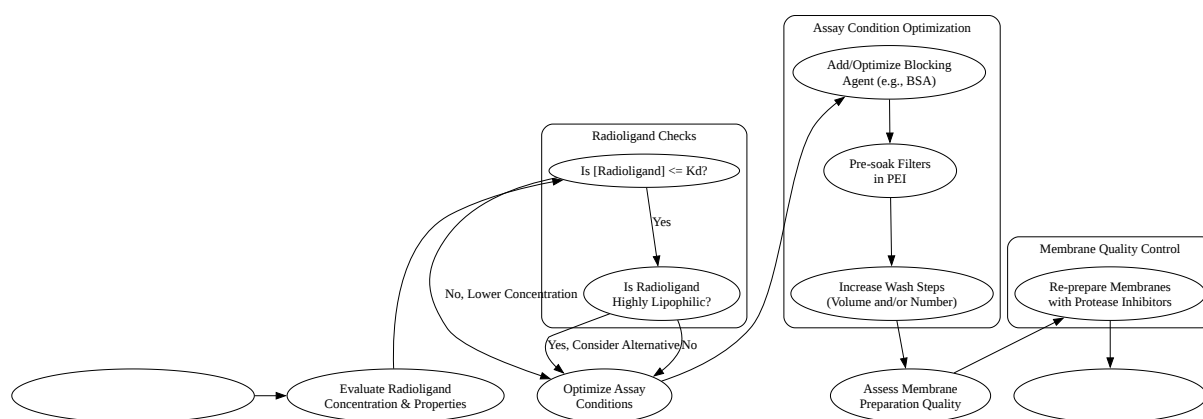 Assay Condition Optimization
Add/Optimize Blocking
Agent (e.g., BSA)
Radioligand Checks
Is [Radioligand] <= Kd?
Pre-soak Filters
in PEI
Yes
Membrane Quality Control
No, Lower Concentration
Is Radioligand
Highly Lipophilic?
Increase Wash Steps
(Volume and/or Number)
Re-prepare Membranes
with Protease Inhibitors
Yes, Consider Alternative
No
Evaluate Radioligand
Concentration & Properties
Optimize Assay
Conditions
Assess Membrane
Preparation Quality